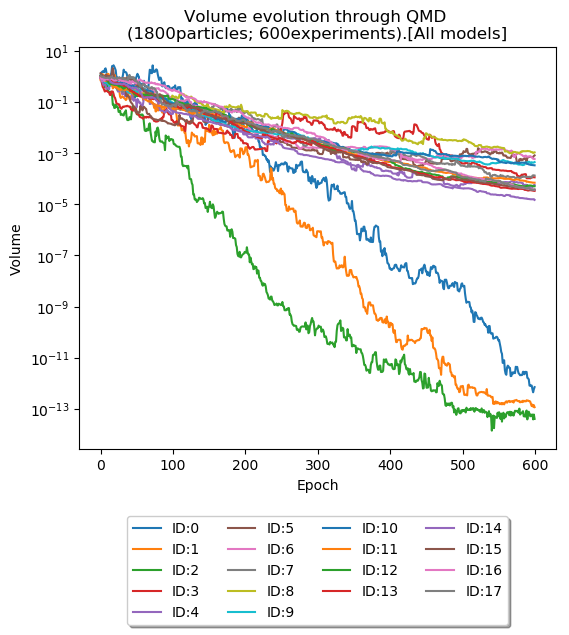 Volume evolution through QMD
(1800particles; 600experiments).[All models]
Volume
10^1
10^-1
10^-3
10^-5
10^-7
10^-9
10^-11
10^-13
0 100 200 300 400 500 600
Epoch
ID:0 ID:5 ID:10 ID:14
ID:1 ID:6 ID:11 ID:15
ID:2 ID:7 ID:12 ID:16
ID:3 ID:8 ID:13 ID:17
ID:4 ID:9